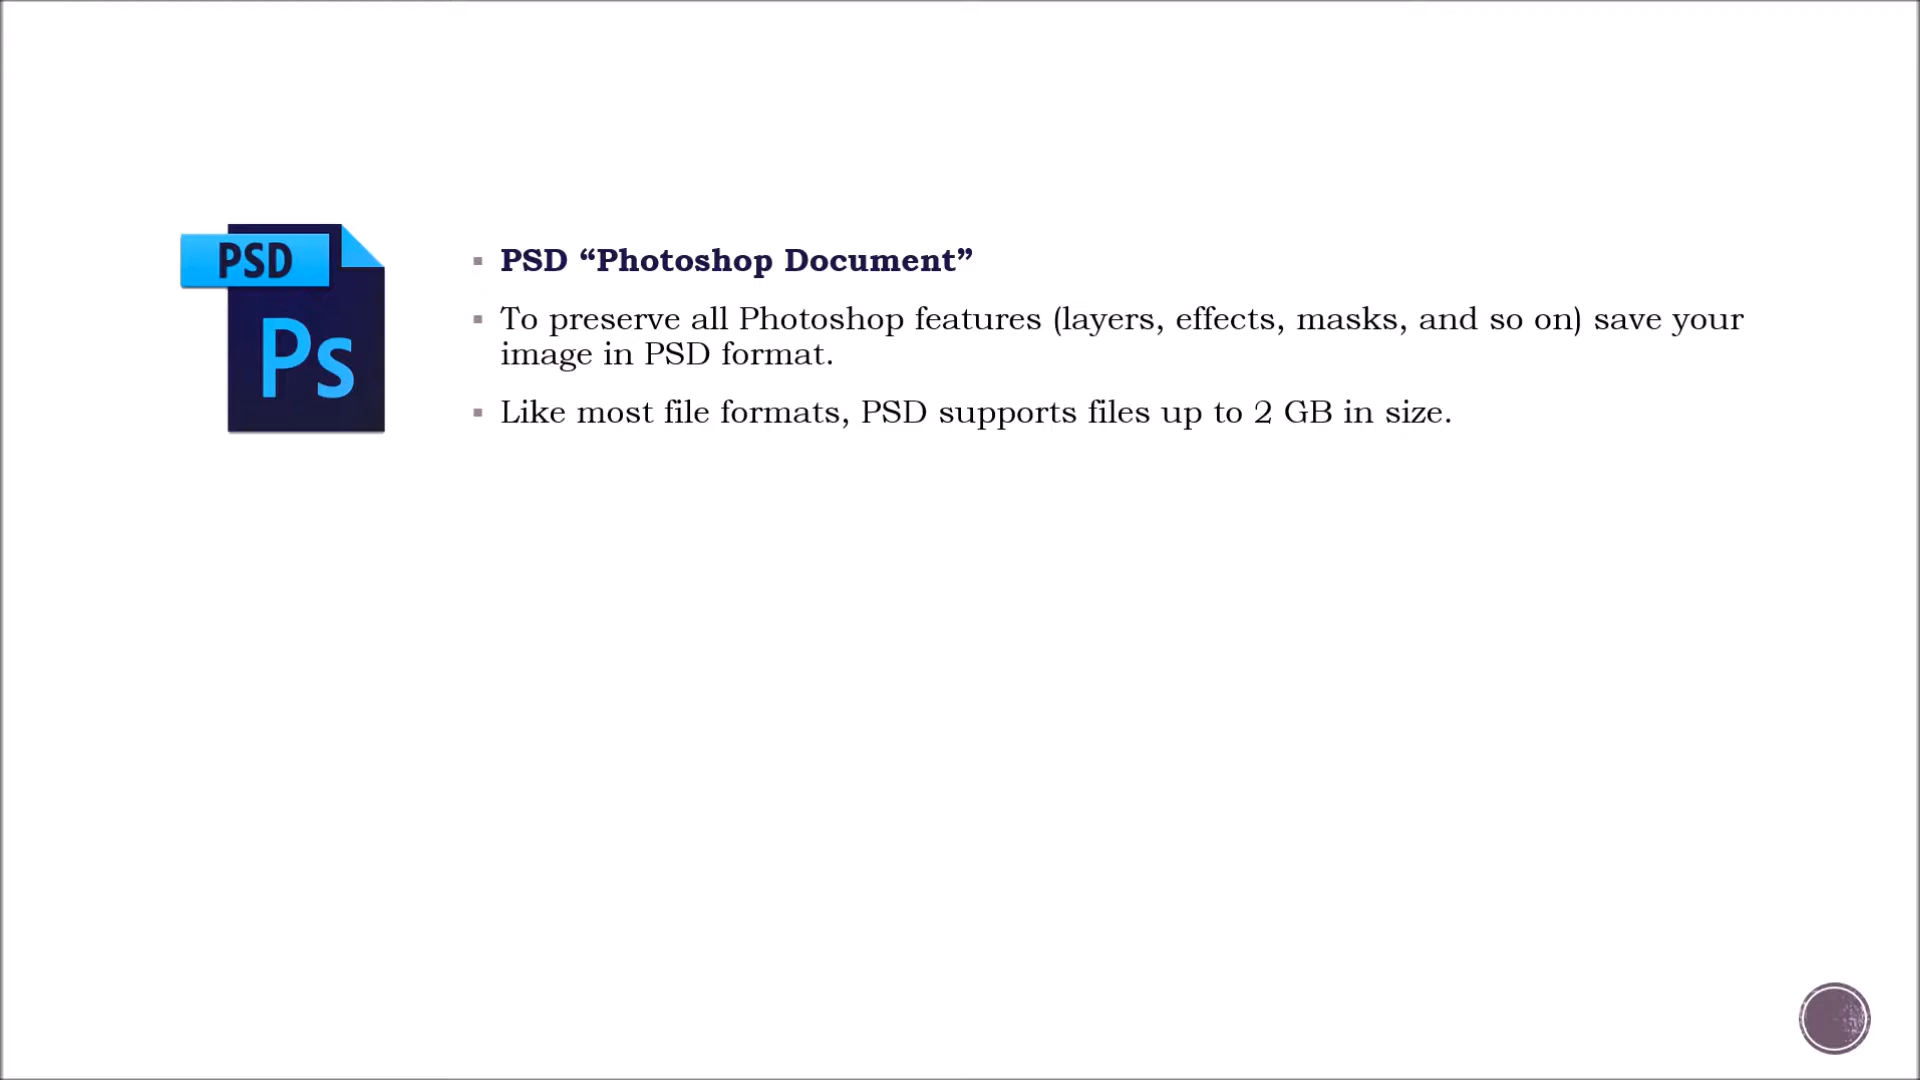 PSD
Ps
PSD “Photoshop Document”
To preserve all Photoshop features (layers, effects, masks, and so on) save your
image in PSD format.
Like most file formats, PSD supports files up to 2 GB in size.